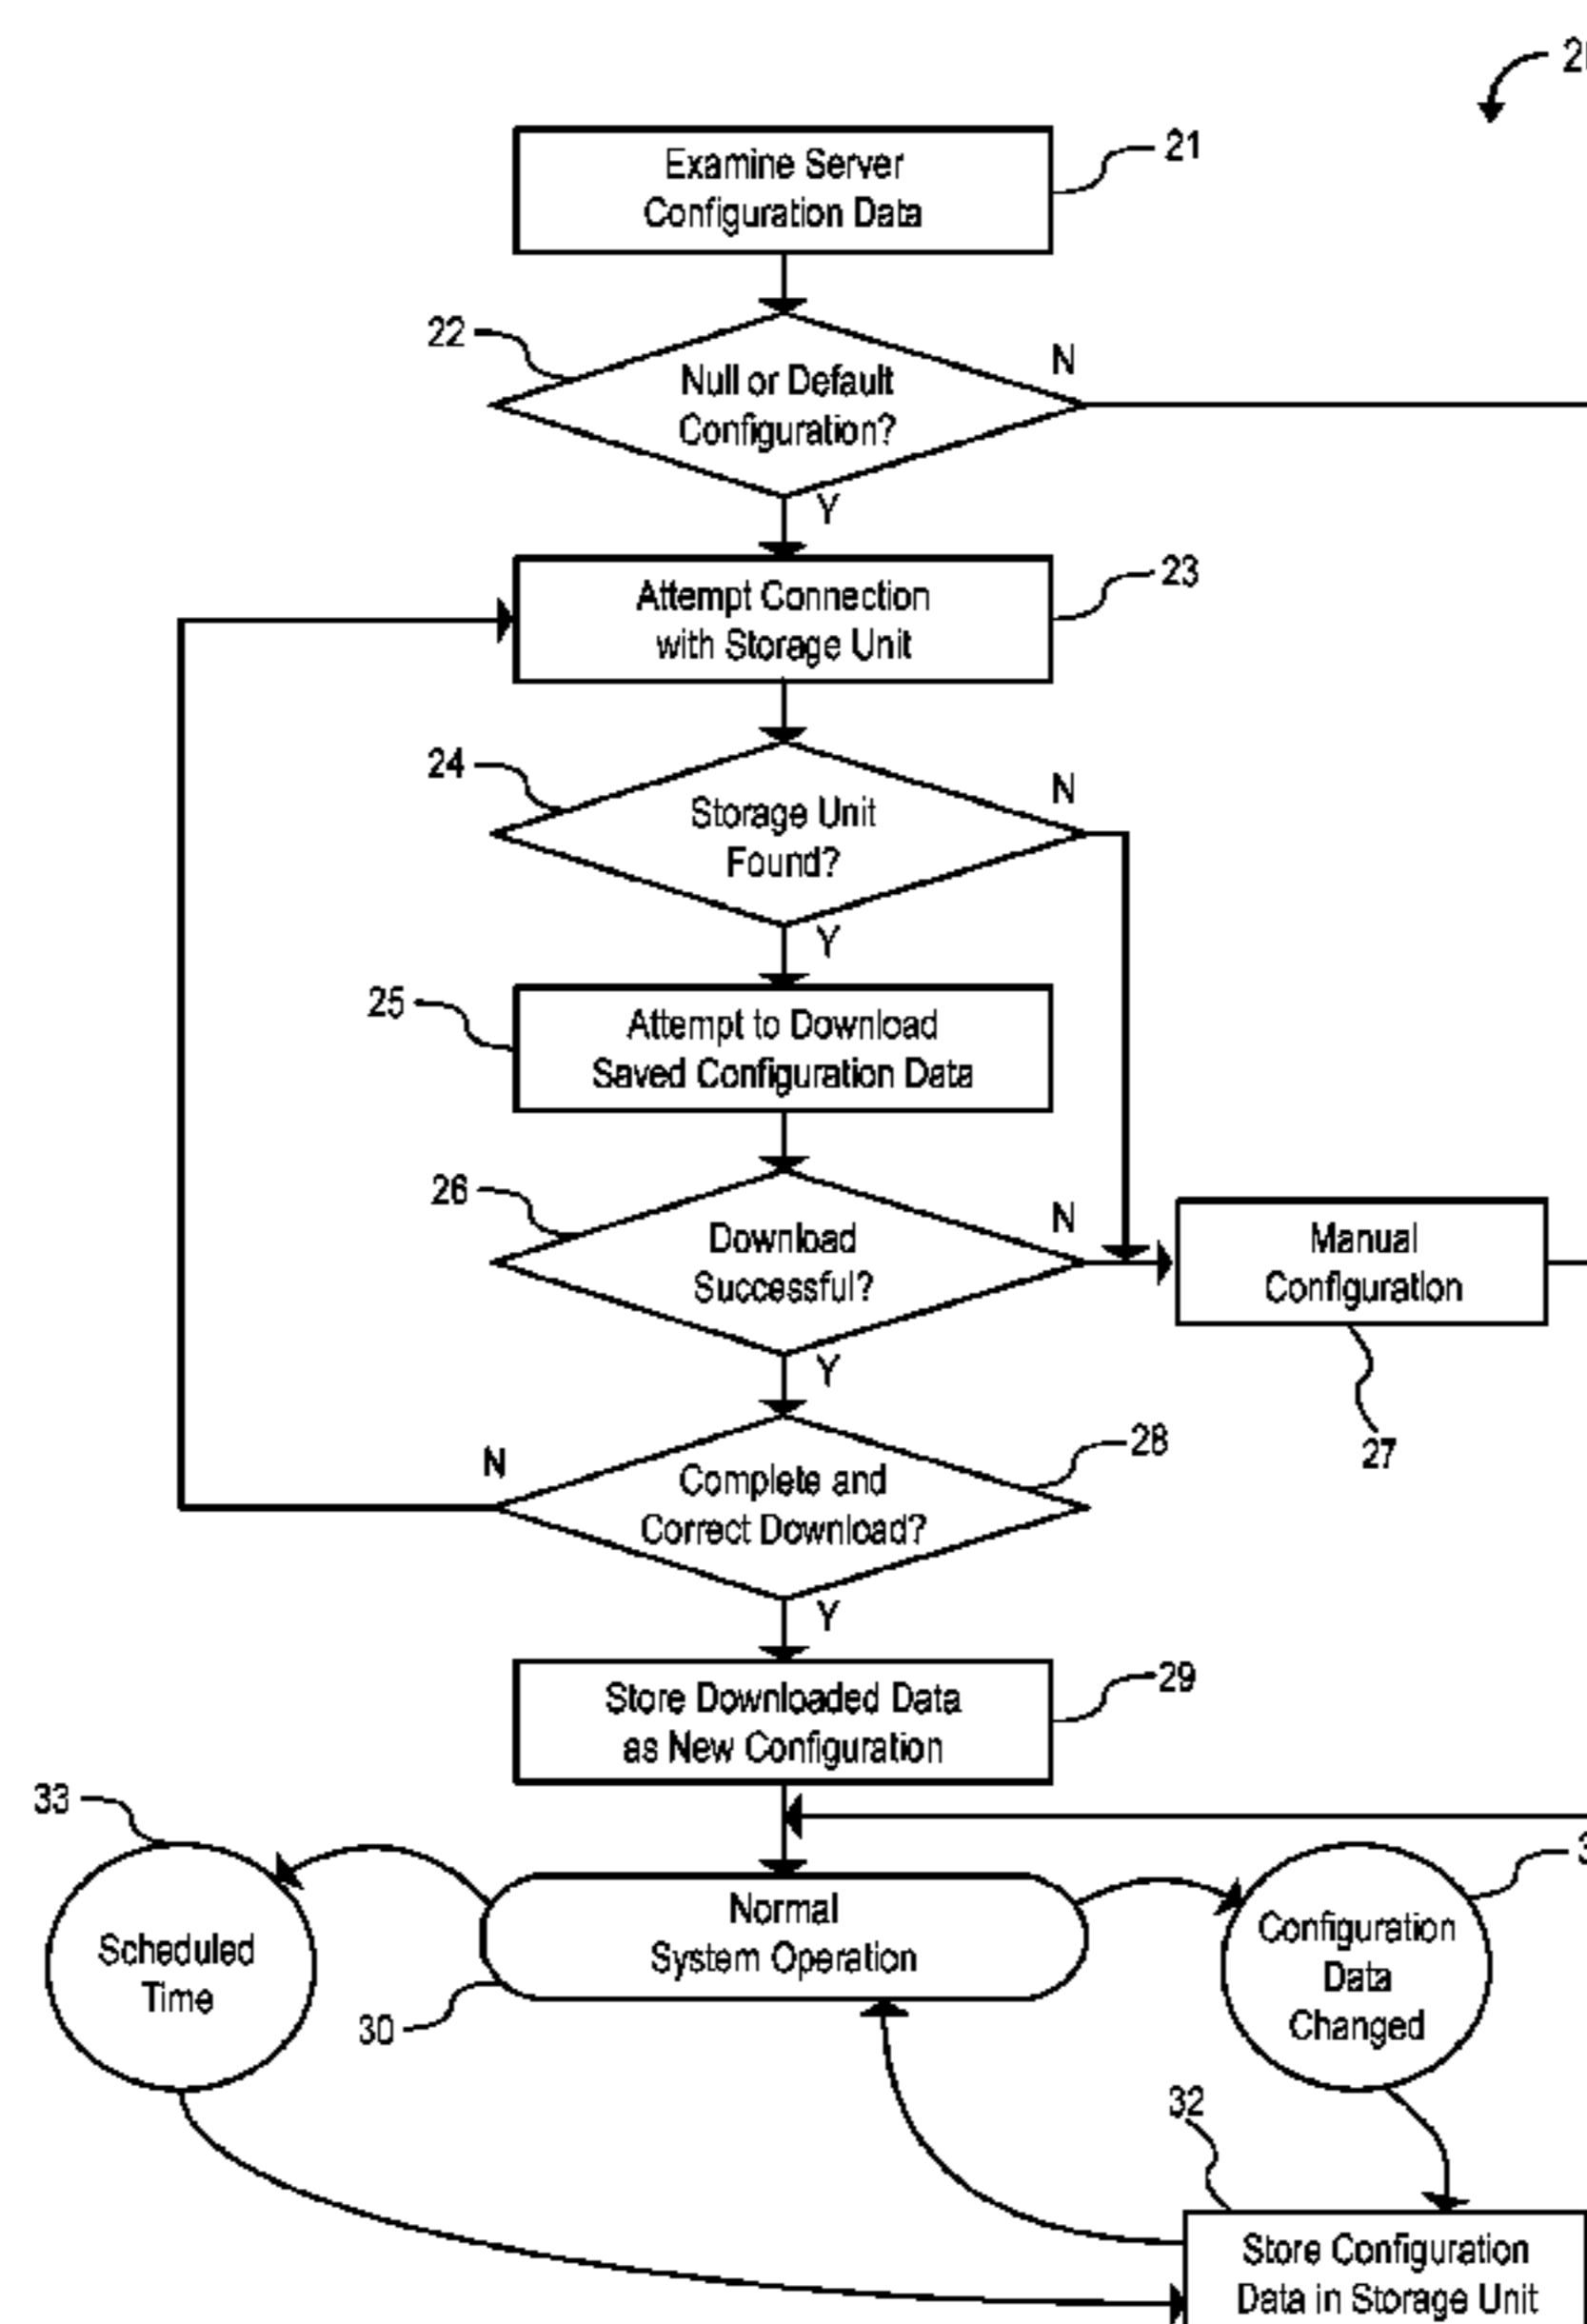 21
Examine Server
Configuration Data
22
Null or Default
Configuration?
N
Y
23
Attempt Connection
with Storage Unit
24
Storage Unit
Found?
N
Y
25
Attempt to Download
Saved Configuration Data
26
Download
Successful?
N
Y
Manual
Configuration
27
28
Complete and
Correct Download?
N
Y
29
Store Downloaded Data
as New Configuration
33
Scheduled
Time
Normal
System Operation
30
Configuration
Data
Changed
32
Store Configuration
Data in Storage Unit